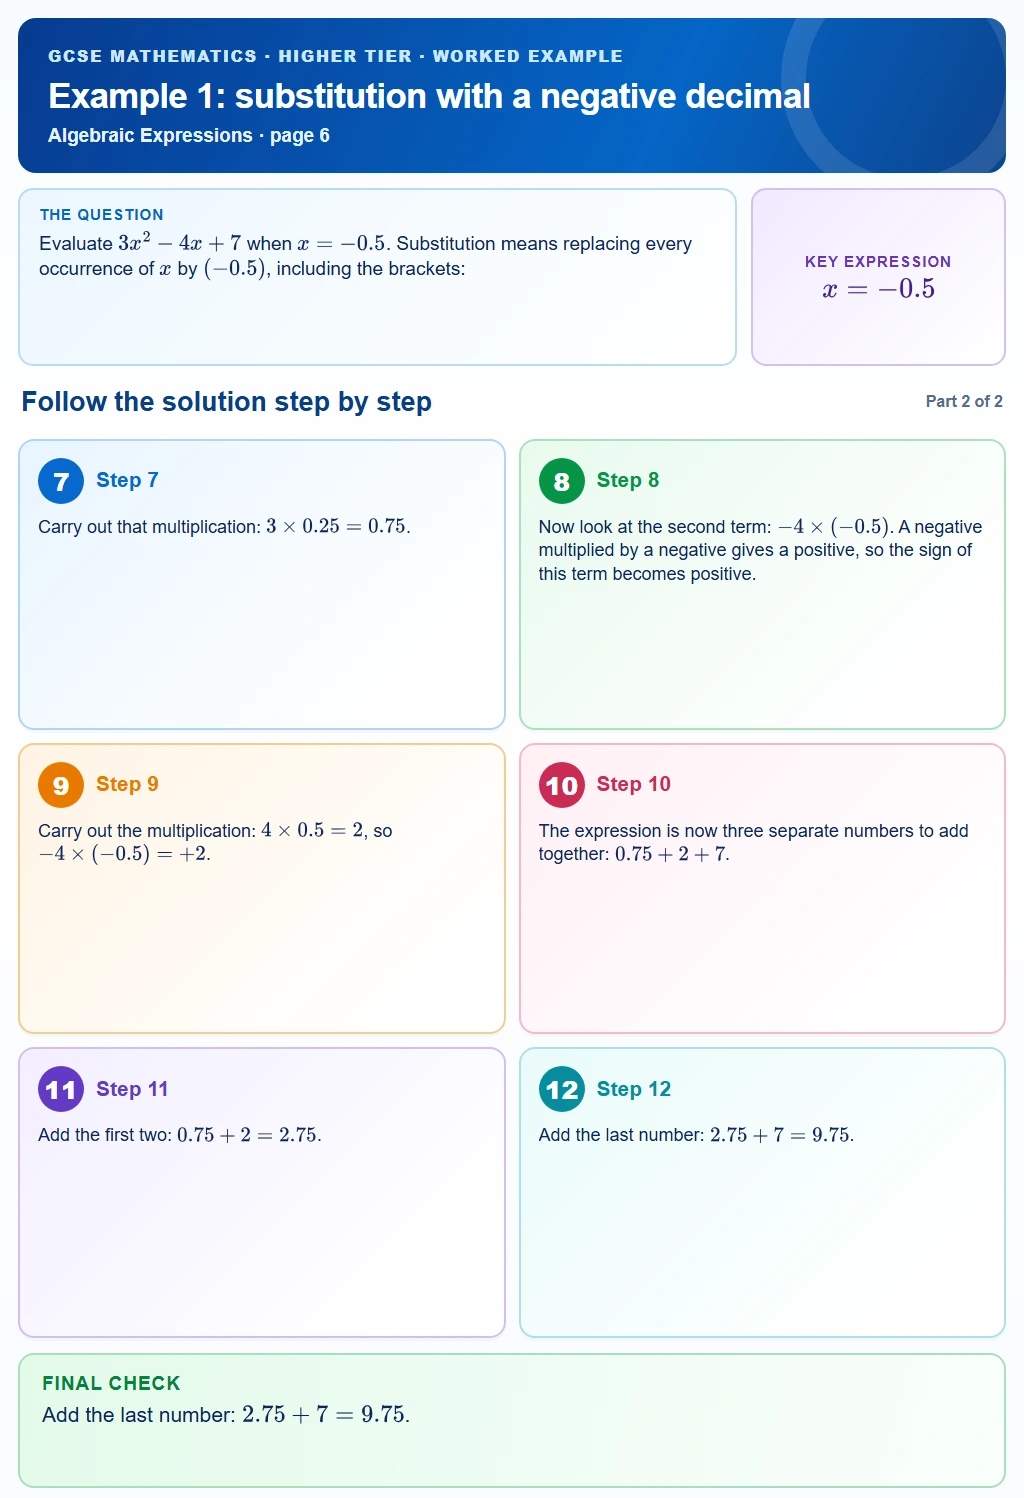 GCSE MATHEMATICS · HIGHER TIER · WORKED EXAMPLE
Example 1: substitution with a negative decimal
Algebraic Expressions · page 6
THE QUESTION
Evaluate 3x² − 4x + 7 when x = −0.5. Substitution means replacing every
occurrence of x by (−0.5), including the brackets:
KEY EXPRESSION
x = −0.5
Follow the solution step by step
Part 2 of 2
7 Step 7
Carry out that multiplication: 3 × 0.25 = 0.75.
8 Step 8
Now look at the second term: −4 × (−0.5). A negative
multiplied by a negative gives a positive, so the sign of
this term becomes positive.
9 Step 9
Carry out the multiplication: 4 × 0.5 = 2, so
−4 × (−0.5) = +2.
10 Step 10
The expression is now three separate numbers to add
together: 0.75 + 2 + 7.
11 Step 11
Add the first two: 0.75 + 2 = 2.75.
12 Step 12
Add the last number: 2.75 + 7 = 9.75.
FINAL CHECK
Add the last number: 2.75 + 7 = 9.75.